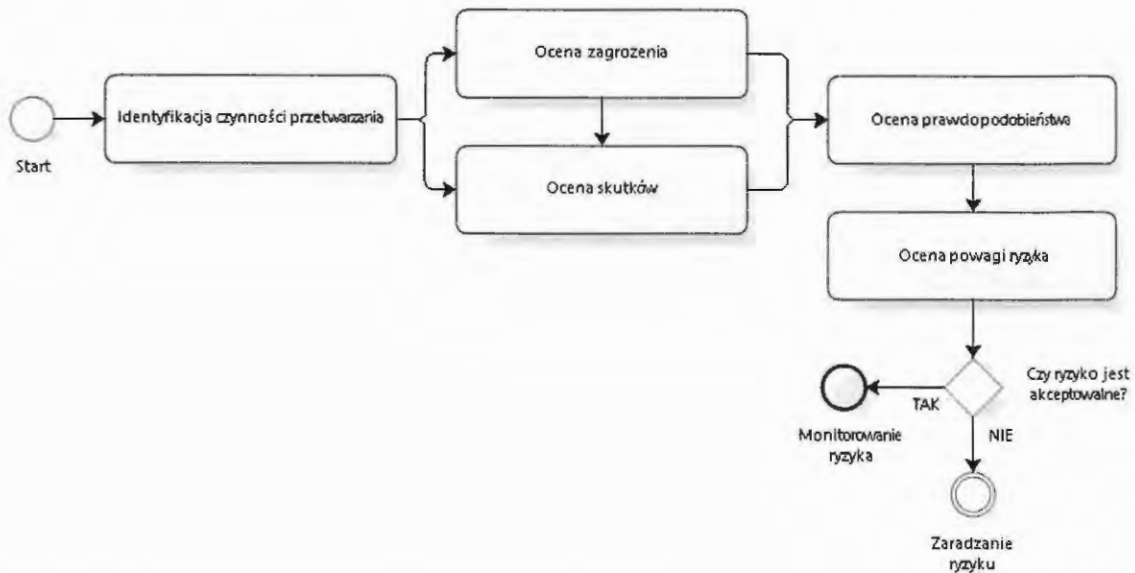 Start
Identyfikacja czynności przetwarzania
Ocena zagrożenia
Ocena skutków
Ocena prawdopodobieństwa
Ocena powagi ryzyka
Czy ryzyko jest
akceptowalne?
TAK
NIE
Monitorowanie
ryzyka
Zaradzanie
ryzyku